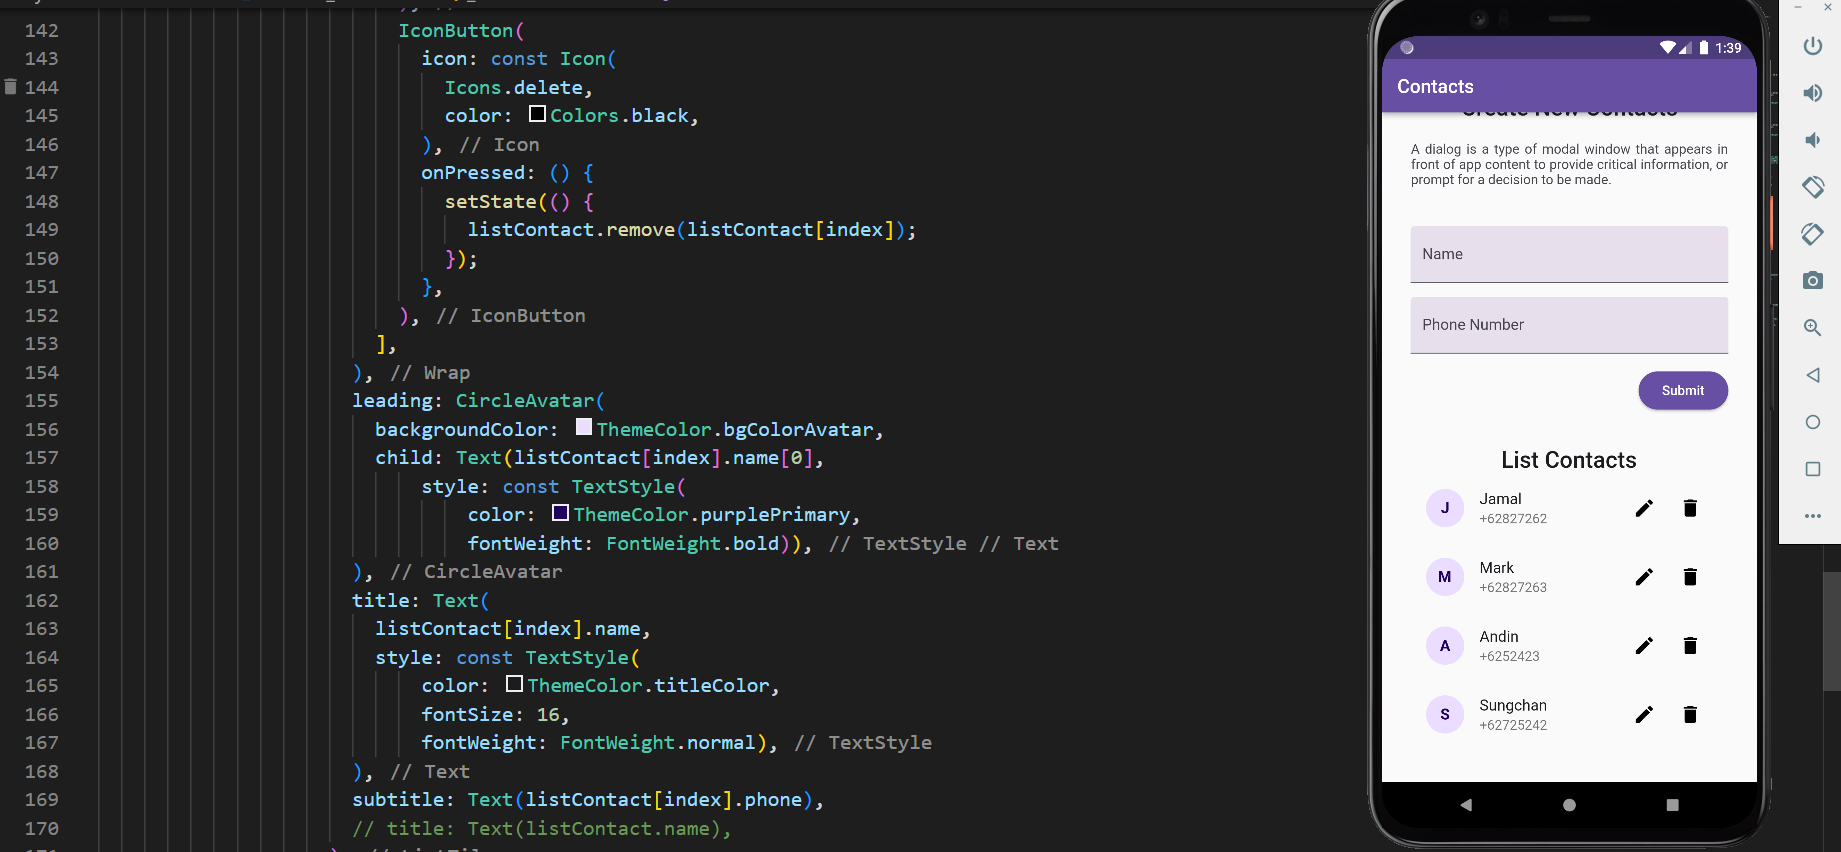 142 IconButton(
143 icon: const Icon(
144 Icons.delete,
145 color: Colors.black,
146 ), // Icon
147 onPressed: () {
148 setState(() {
149 listContact.remove(listContact[index]);
150 });
151 },
152 ), // IconButton
153 ],
154 ), // Wrap
155 leading: CircleAvatar(
156 backgroundColor: ThemeColor.bgColorAvatar,
157 child: Text(listContact[index].name[0],
158 style: const TextStyle(
159 color: ThemeColor.purplePrimary,
160 fontWeight: FontWeight.bold)), // TextStyle // Text
161 ), // CircleAvatar
162 title: Text(
163 listContact[index].name,
164 style: const TextStyle(
165 color: ThemeColor.titleColor,
166 fontSize: 16,
167 fontWeight: FontWeight.normal), // TextStyle
168 ), // Text
169 subtitle: Text(listContact[index].phone),
170 // title: Text(listContact.name),
1:39
Contacts
Create New Contacts
A dialog is a type of modal window that appears in
front of app content to provide critical information, or
prompt for a decision to be made.
Name
Phone Number
Submit
List Contacts
J Jamal
+62827262
M Mark
+62827263
A Andin
+6252423
S Sungchan
+62725242